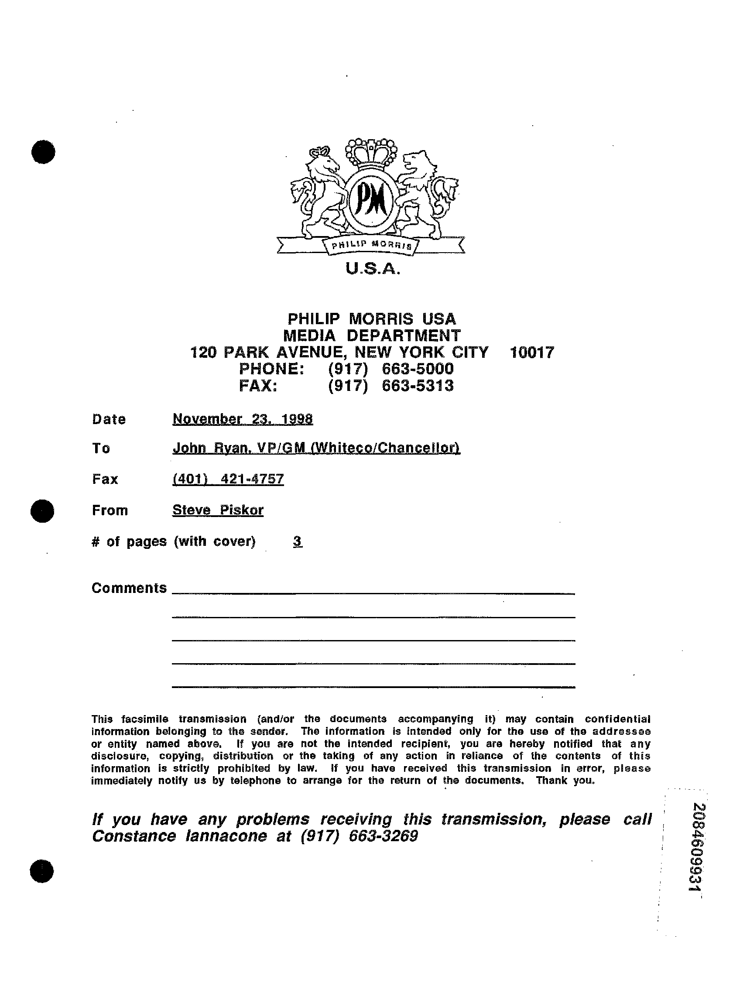 PM
PHILIP MORRIS
U.S.A.
PHILIP MORRIS USA
MEDIA DEPARTMENT
120 PARK AVENUE, NEW YORK CITY 10017
PHONE: (917) 663-5000
FAX: (917) 663-5313
Date November 23, 1998
To John Ryan, VP/GM (Whiteco/Chancellor)
Fax (401) 421-4757
From Steve Piskor
# of pages (with cover) 3
Comments
This facsimile transmission (and/or the documents accompanying it) may contain confidential
information belonging to the sender. The information is intended only for the use of the addressee
or entity named above. If you are not the intended recipient, you are hereby notified that any
disclosure, copying, distribution or the taking of any action in reliance of the contents of this
information is strictly prohibited by law. If you have received this transmission in error, please
immediately notify us by telephone to arrange for the return of the documents. Thank you.
If you have any problems receiving this transmission, please call
Constance Iannacone at (917) 663-3269
2084609931